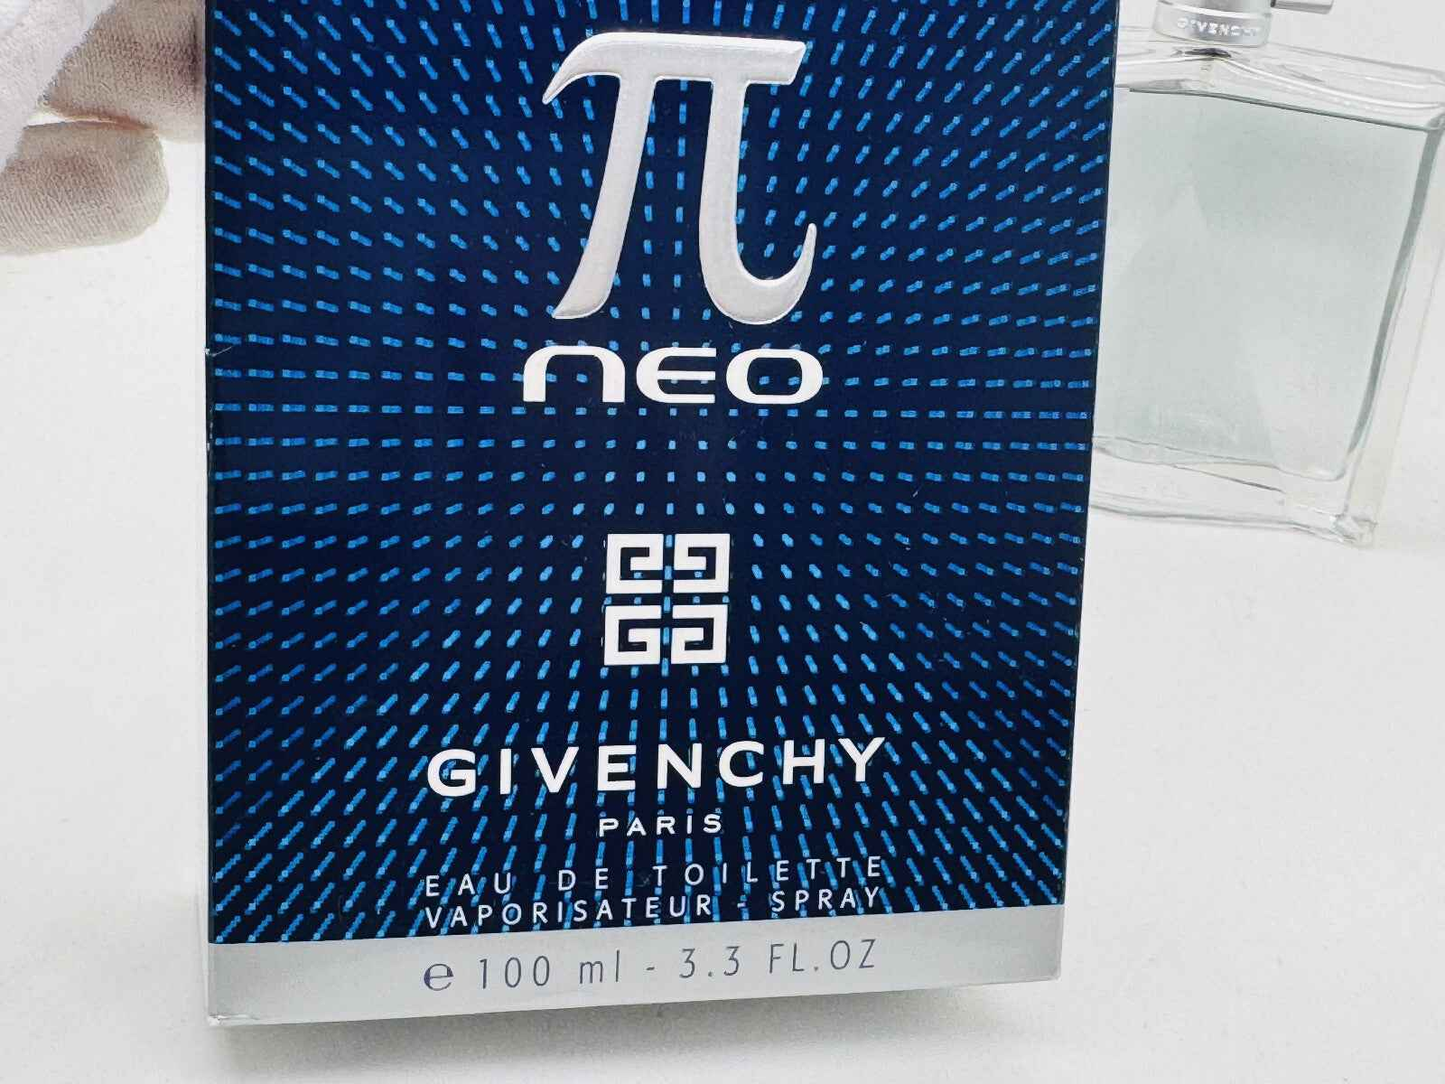 π
neo
GIVENCHY
PARIS
EAU DE TOILETTE
VAPORISATEUR - SPRAY
℮ 100 ml - 3.3 FL.OZ